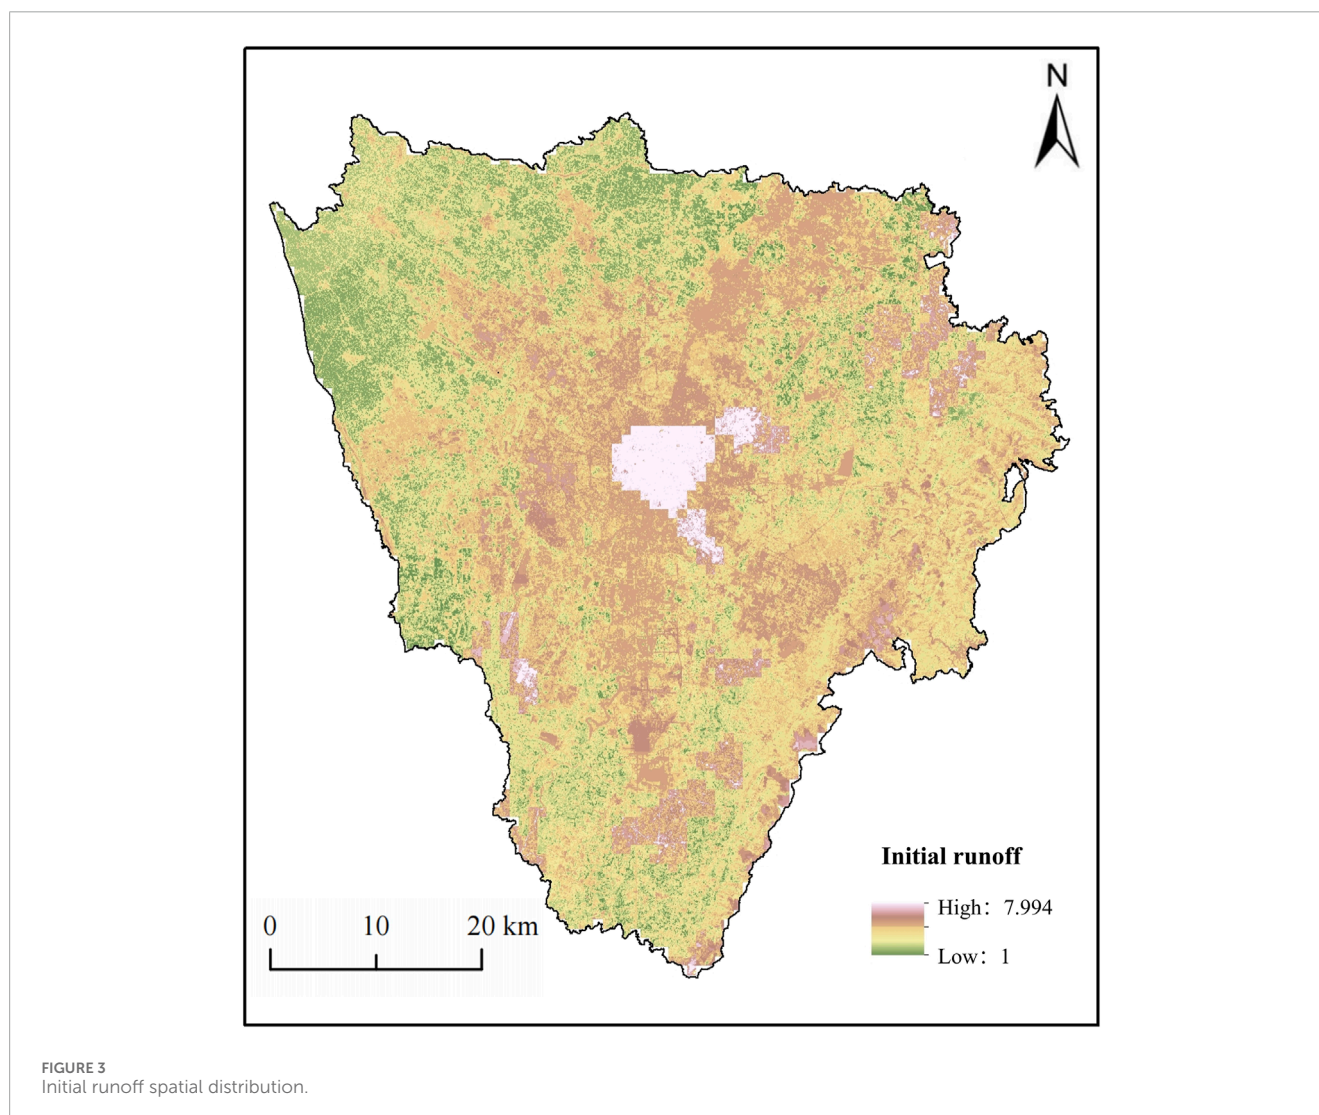 N
Initial runoff
High：7.994
Low：1
0 10 20 km
FIGURE 3
Initial runoff spatial distribution.